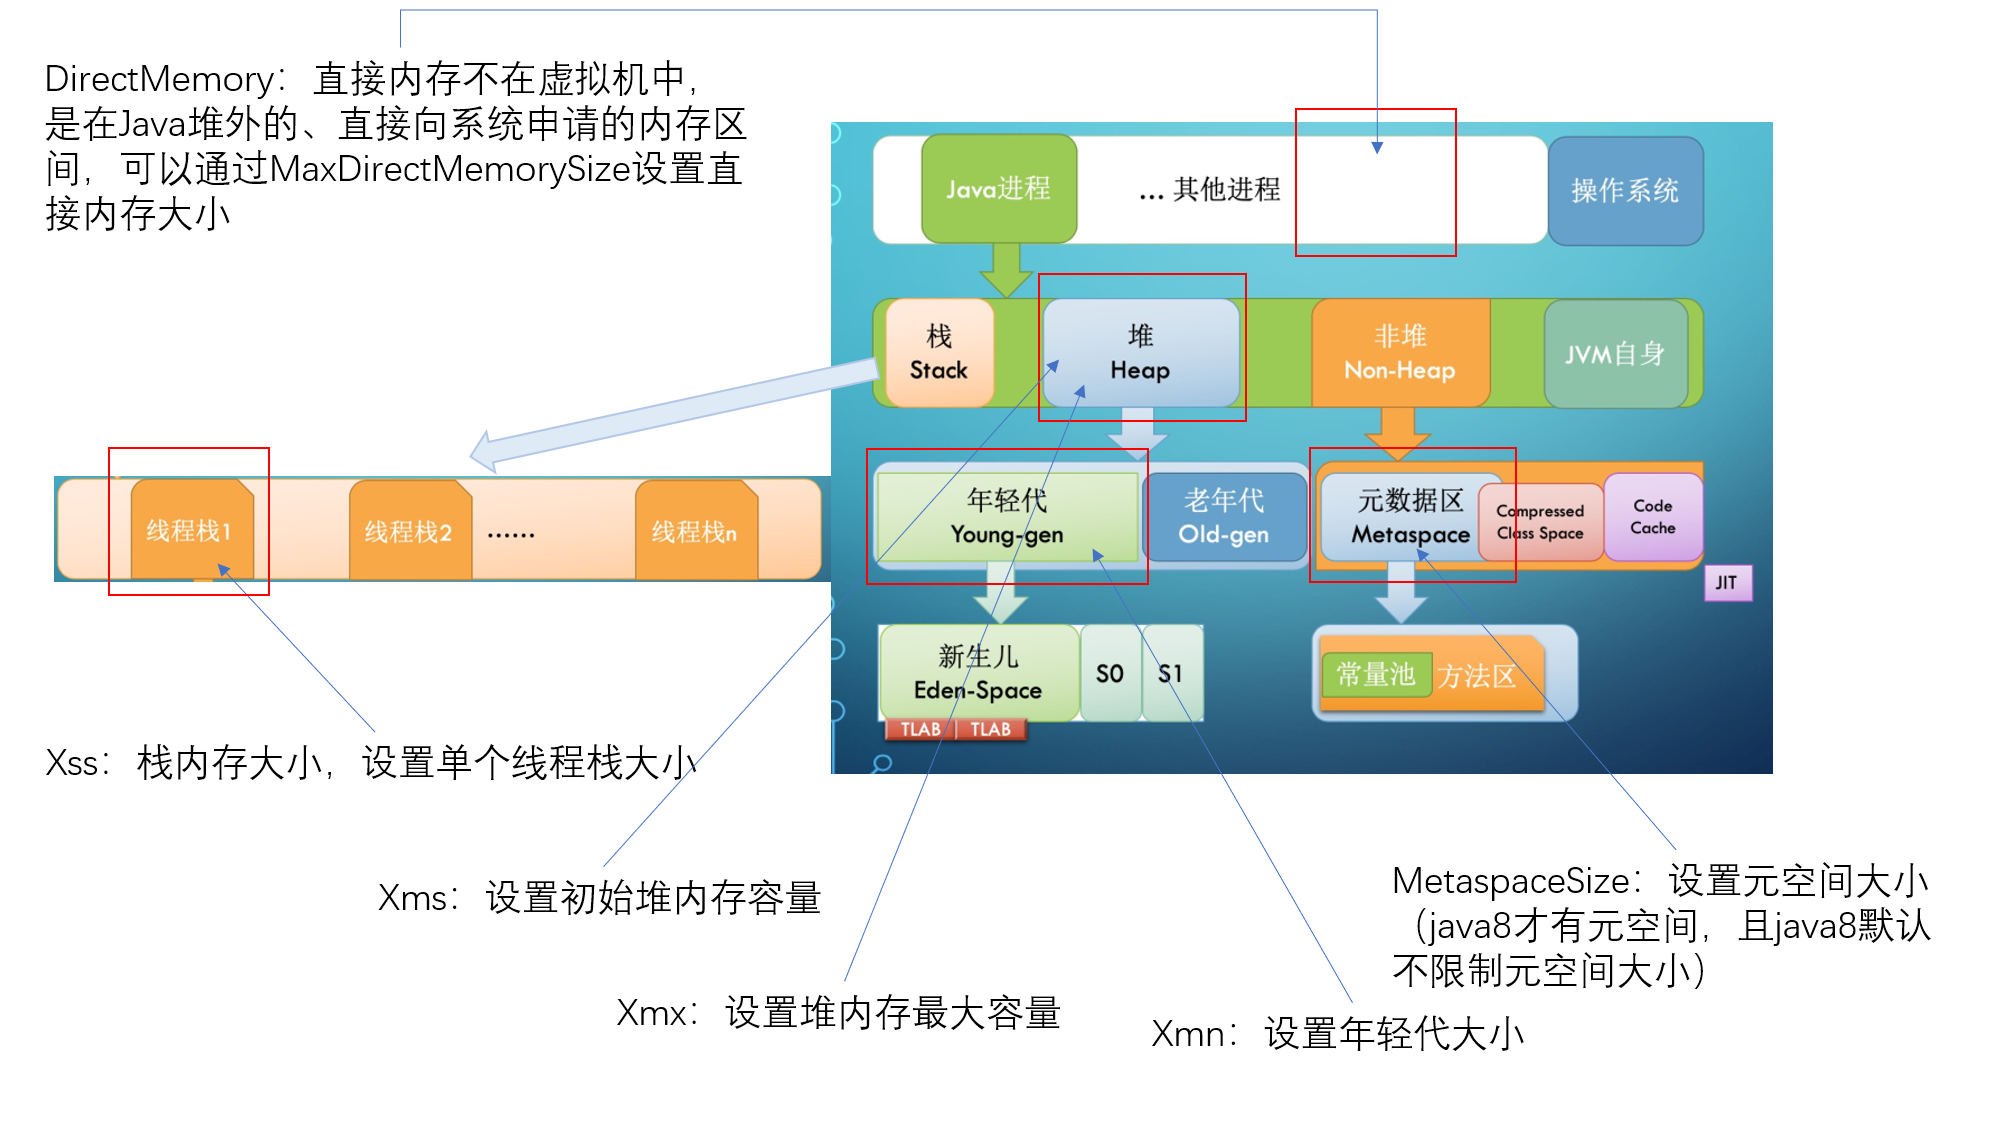 DirectMemory：直接内存不在虚拟机中，
是在Java堆外的、直接向系统申请的内存区
间，可以通过MaxDirectMemorySize设置直
接内存大小
Java进程
... 其他进程
操作系统
栈
Stack
堆
Heap
非堆
Non-Heap
JVM自身
线程栈1
线程栈2
......
线程栈n
年轻代
Young-gen
老年代
Old-gen
元数据区
Metaspace
Compressed
Class Space
Code
Cache
JIT
新生儿
Eden-Space
S0
S1
TLAB
TLAB
常量池
方法区
Xss：栈内存大小，设置单个线程栈大小
Xms：设置初始堆内存容量
Xmx：设置堆内存最大容量
Xmn：设置年轻代大小
MetaspaceSize：设置元空间大小
（java8才有元空间，且java8默认
不限制元空间大小）